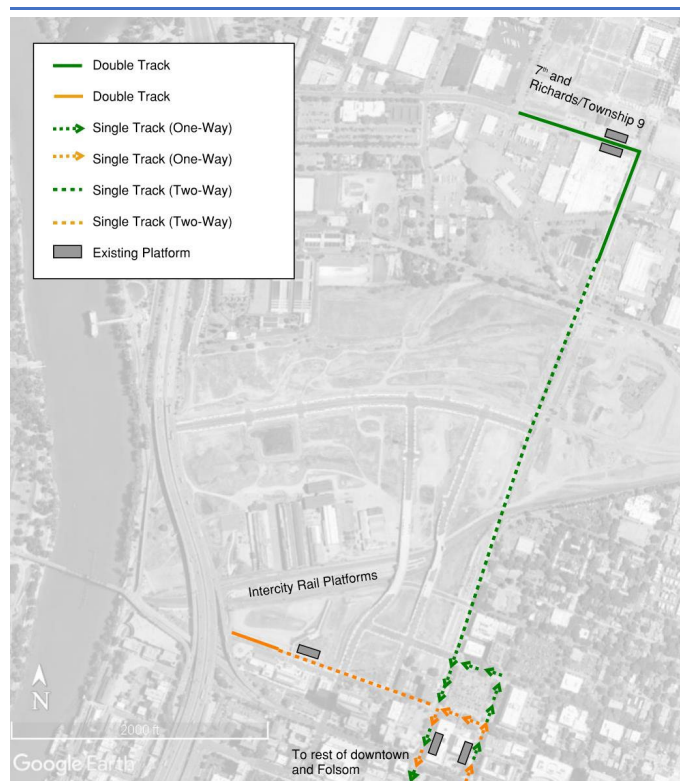 Double Track
Double Track
Single Track (One-Way)
Single Track (One-Way)
Single Track (Two-Way)
Single Track (Two-Way)
Existing Platform
7th and
Richards/Township 9
Intercity Rail Platforms
N
2000 ft
Google Earth
To rest of downtown
and Folsom